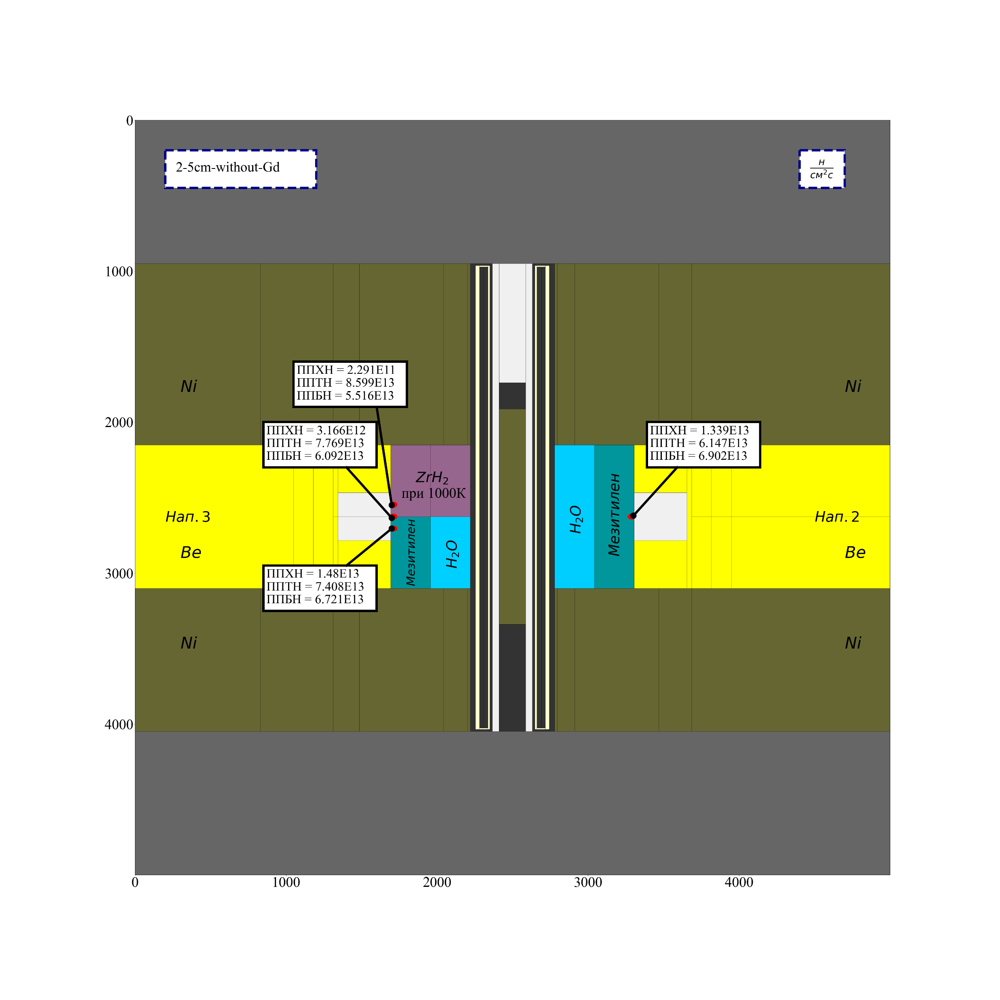 0
2-5cm-without-Gd
н
см²с
1000
ППХН = 2.291E11
ППТН = 8.599E13
ППБН = 5.516E13
Ni
Ni
2000
ППХН = 3.166E12
ППТН = 7.769E13
ППБН = 6.092E13
ППХН = 1.339E13
ППТН = 6.147E13
ППБН = 6.902E13
ZrH₂
при 1000К
Нап.3
H₂O
Мезитилен
Нап.2
Be
Мезитилен
H₂O
Be
3000
ППХН = 1.48E13
ППТН = 7.408E13
ППБН = 6.721E13
Ni
Ni
4000
0
1000
2000
3000
4000